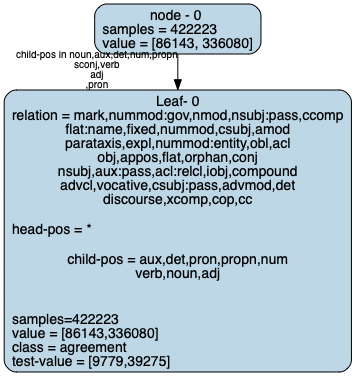 node - 0
samples = 422223
value = [86143, 336080]
child-pos in noun,aux,det,num,propn
sconj,verb
adj
,pron
Leaf- 0
relation = mark,nummod:gov,nmod,nsubj:pass,ccomp
flat:name,fixed,nummod,csubj,amod
parataxis,expl,nummod:entity,obl,acl
obj,appos,flat,orphan,conj
nsubj,aux:pass,acl:relcl,iobj,compound
advcl,vocative,csubj:pass,advmod,det
discourse,xcomp,cop,cc
head-pos = *
child-pos = aux,det,pron,propn,num
verb,noun,adj
samples=422223
value = [86143,336080]
class = agreement
test-value = [9779,39275]